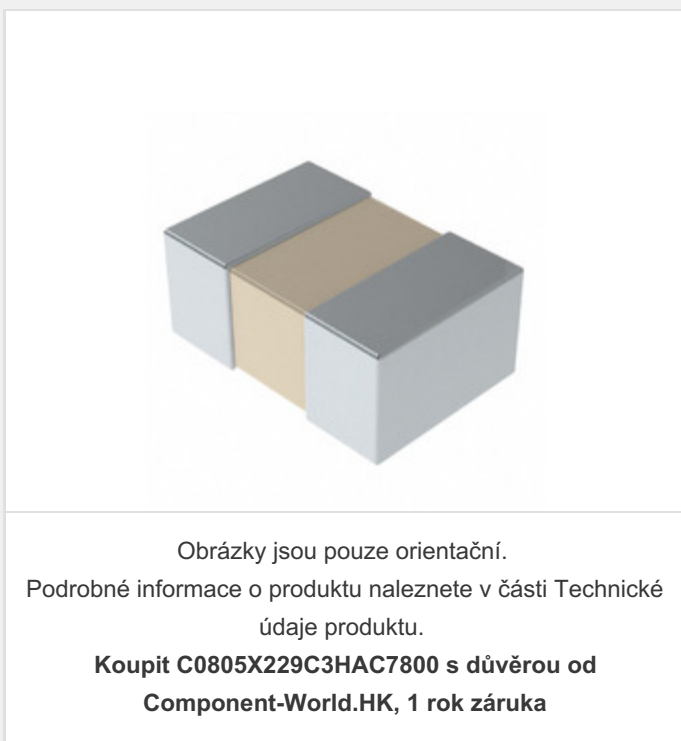 Obrázky jsou pouze orientační.
Podrobné informace o produktu naleznete v části Technické
údaje produktu.
Koupit C0805X229C3HAC7800 s důvěrou od
Component-World.HK, 1 rok záruka